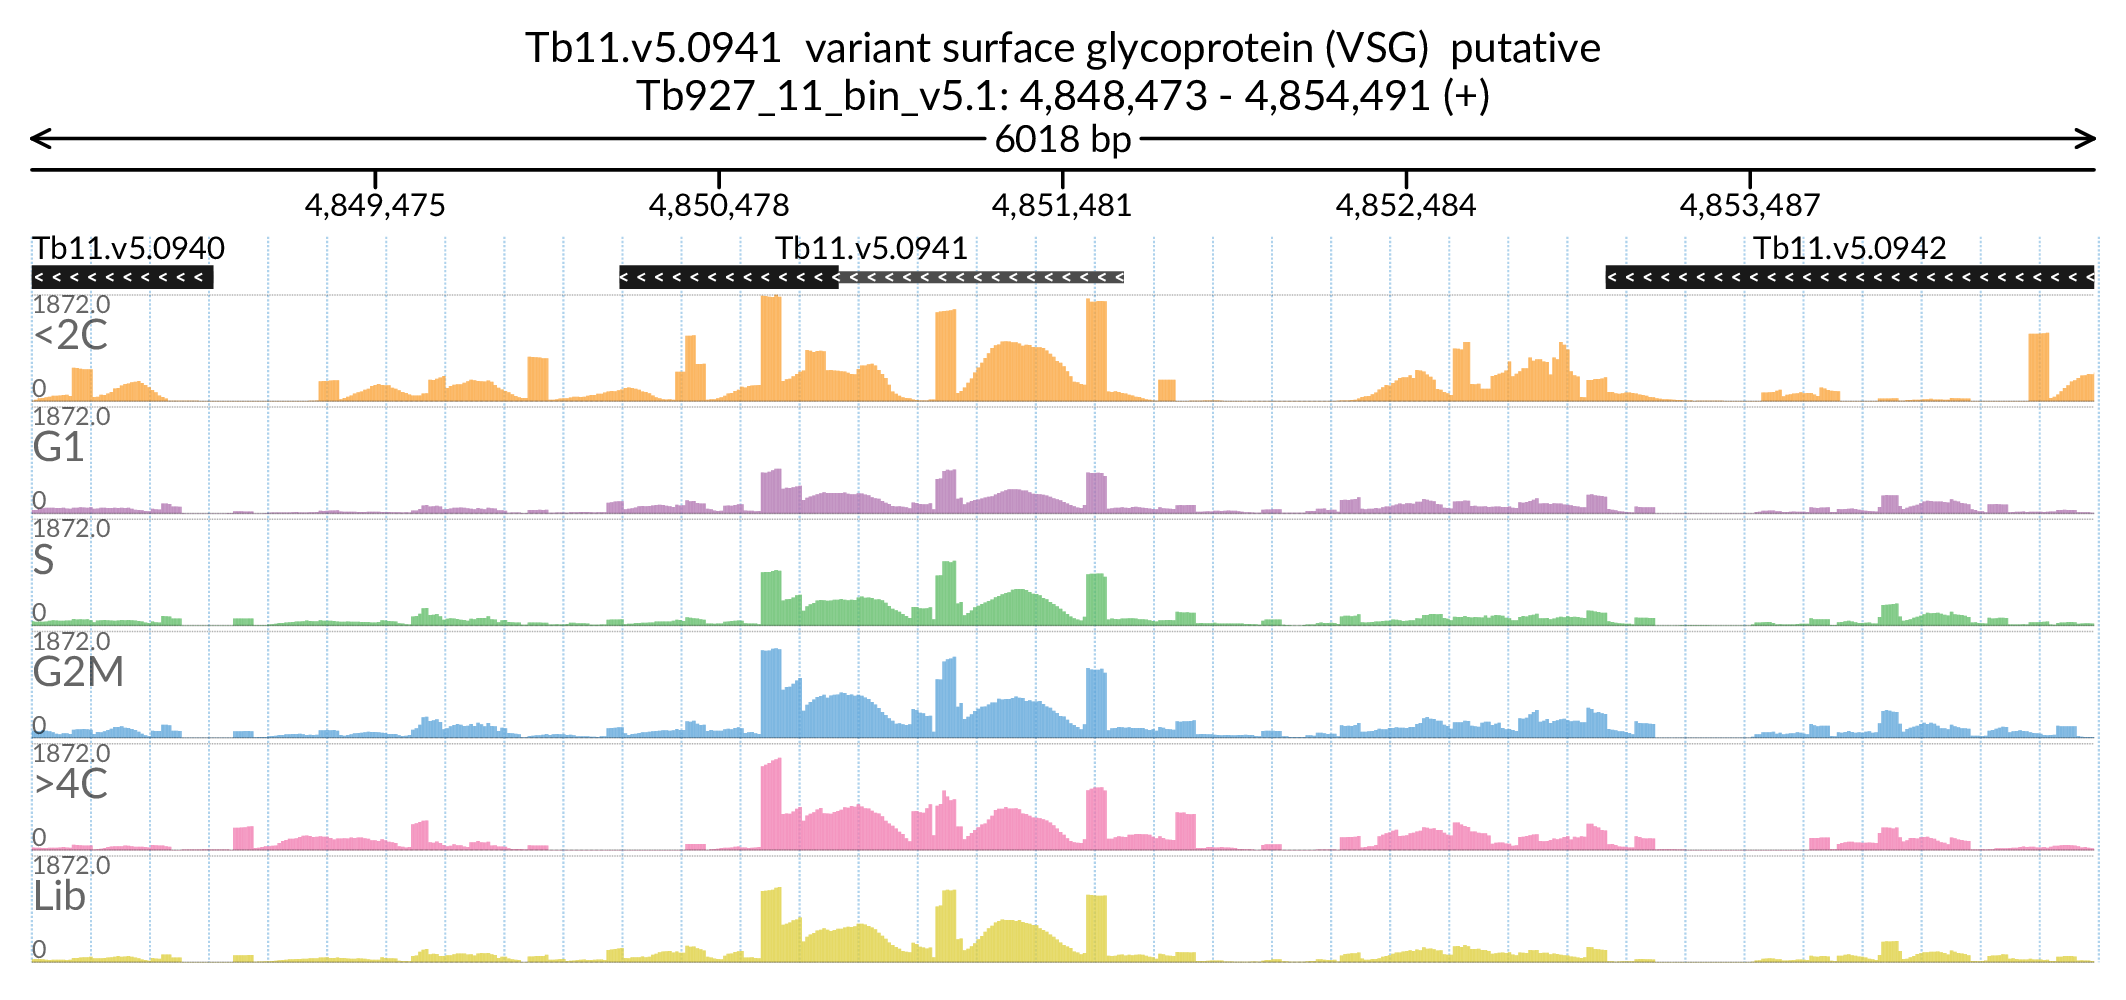 Tb11.v5.0941 variant surface glycoprotein (VSG) putative
Tb927_11_bin_v5.1: 4,848,473 - 4,854,491 (+)
6018 bp
4,849,475 4,850,478 4,851,481 4,852,484 4,853,487
Tb11.v5.0940 Tb11.v5.0941 Tb11.v5.0942
1872.0
<2C
0
1872.0
G1
0
1872.0
S
0
1872.0
G2M
0
1872.0
>4C
0
1872.0
Lib
0